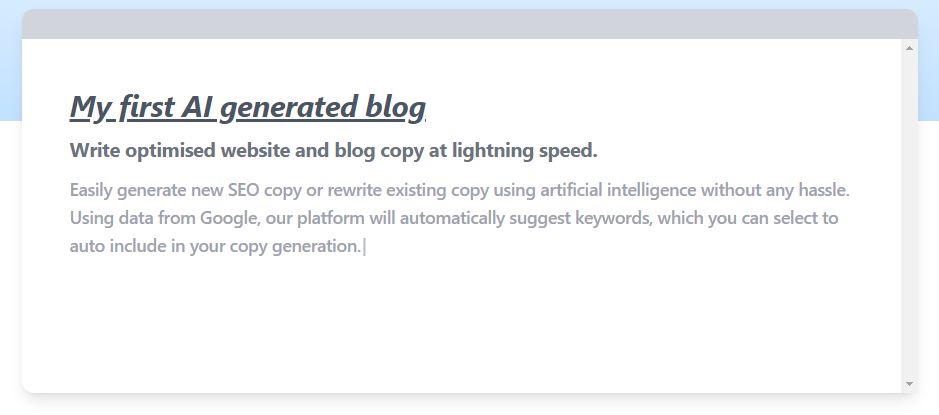 My first AI generated blog
Write optimised website and blog copy at lightning speed.
Easily generate new SEO copy or rewrite existing copy using artificial intelligence without any hassle.
Using data from Google, our platform will automatically suggest keywords, which you can select to
auto include in your copy generation.|